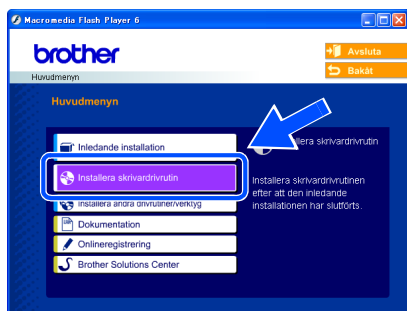 Macromedia Flash Player 6
brother
Avsluta
Bakåt
Huvudmenyn
Huvudmenyn
Inledande installation
Installera skrivardrivrutin
Installera andra drivrutiner/verktyg
Dokumentation
Onlineregistrering
Brother Solutions Center
skrivardrivrutin
Installera skrivardrivrutinen
efter att den inledande
installationen har slutförts.